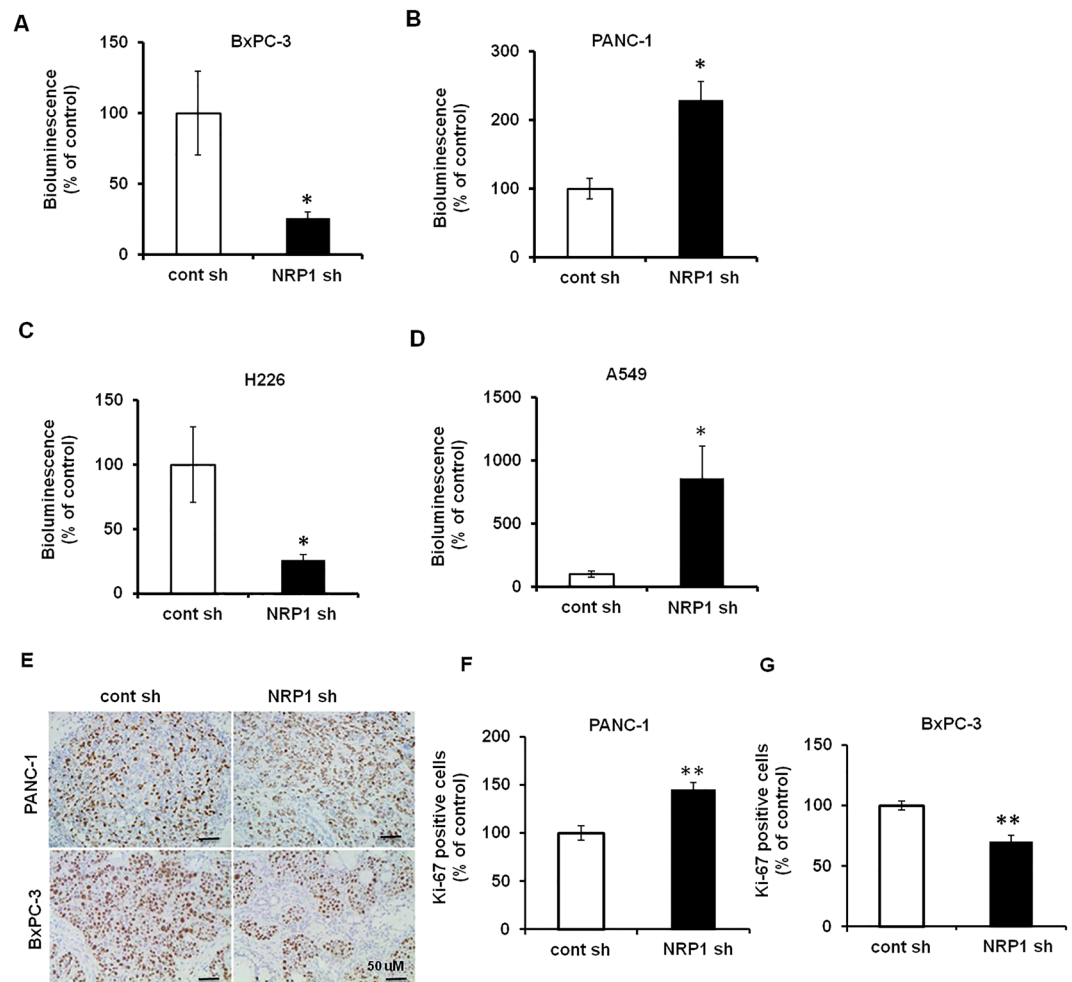 A
BxPC-3
Bioluminescence
(% of control)
150
100
50
0
*
cont sh
NRP1 sh
B
PANC-1
Bioluminescence
(% of control)
300
200
100
0
*
cont sh
NRP1 sh
C
H226
Bioluminescence
(% of control)
150
100
50
0
*
cont sh
NRP1 sh
D
A549
Bioluminescence
(% of control)
1500
1000
500
0
*
cont sh
NRP1 sh
E
cont sh
NRP1 sh
PANC-1
BxPC-3
50 uM
F
PANC-1
Ki-67 positive cells
(% of control)
200
150
100
50
0
**
cont sh
NRP1 sh
G
BxPC-3
Ki-67 positive cells
(% of control)
150
100
50
0
**
cont sh
NRP1 sh